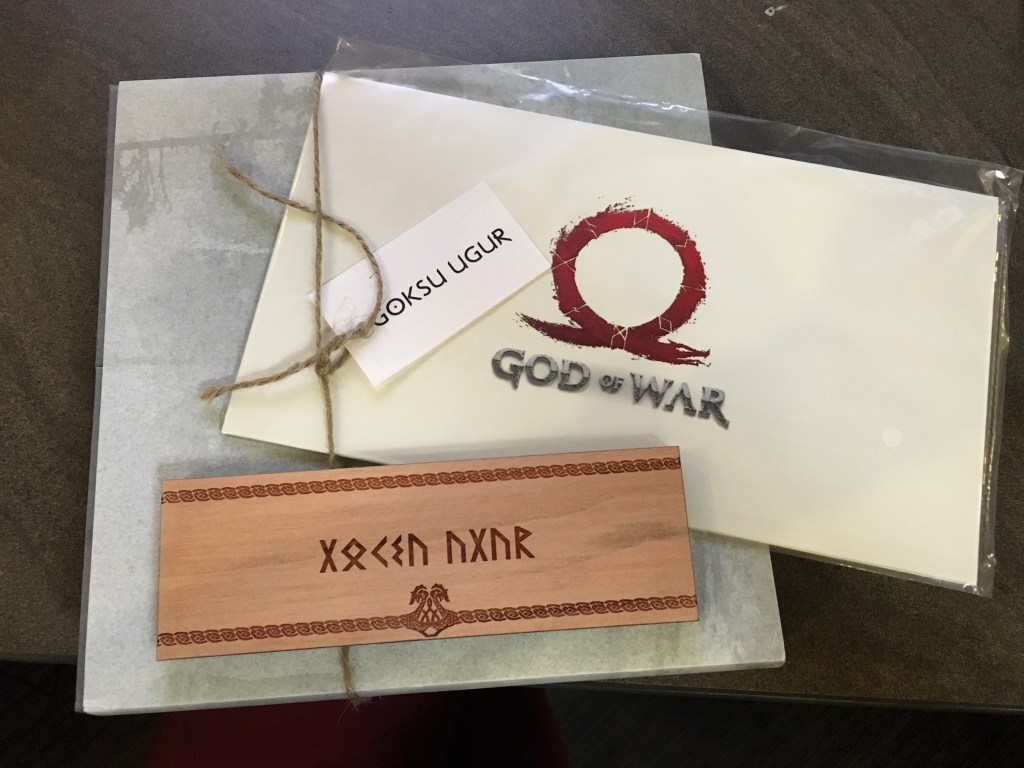 GOKSU UGUR
GOD OF WAR
ᚷᛟᚲᛊᚢ ᚢᚷᚢᚱ